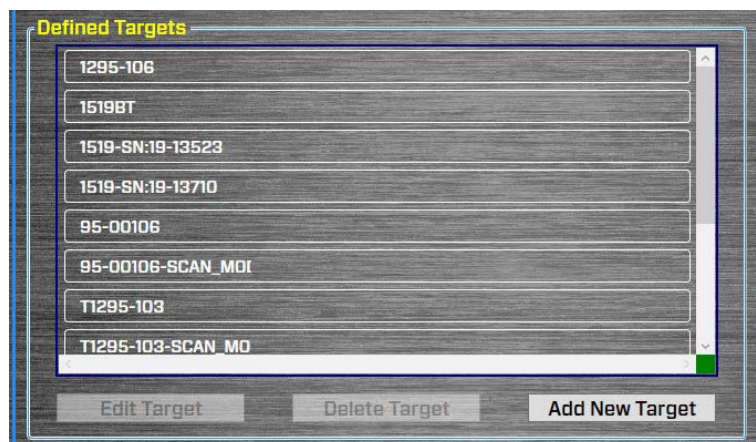 Defined Targets
1295-106
1519BT
1519-SN:19-13523
1519-SN:19-13710
95-00106
95-00106-SCAN_MO
T1295-103
T1295-103-SCAN_MO
Edit Target
Delete Target
Add New Target